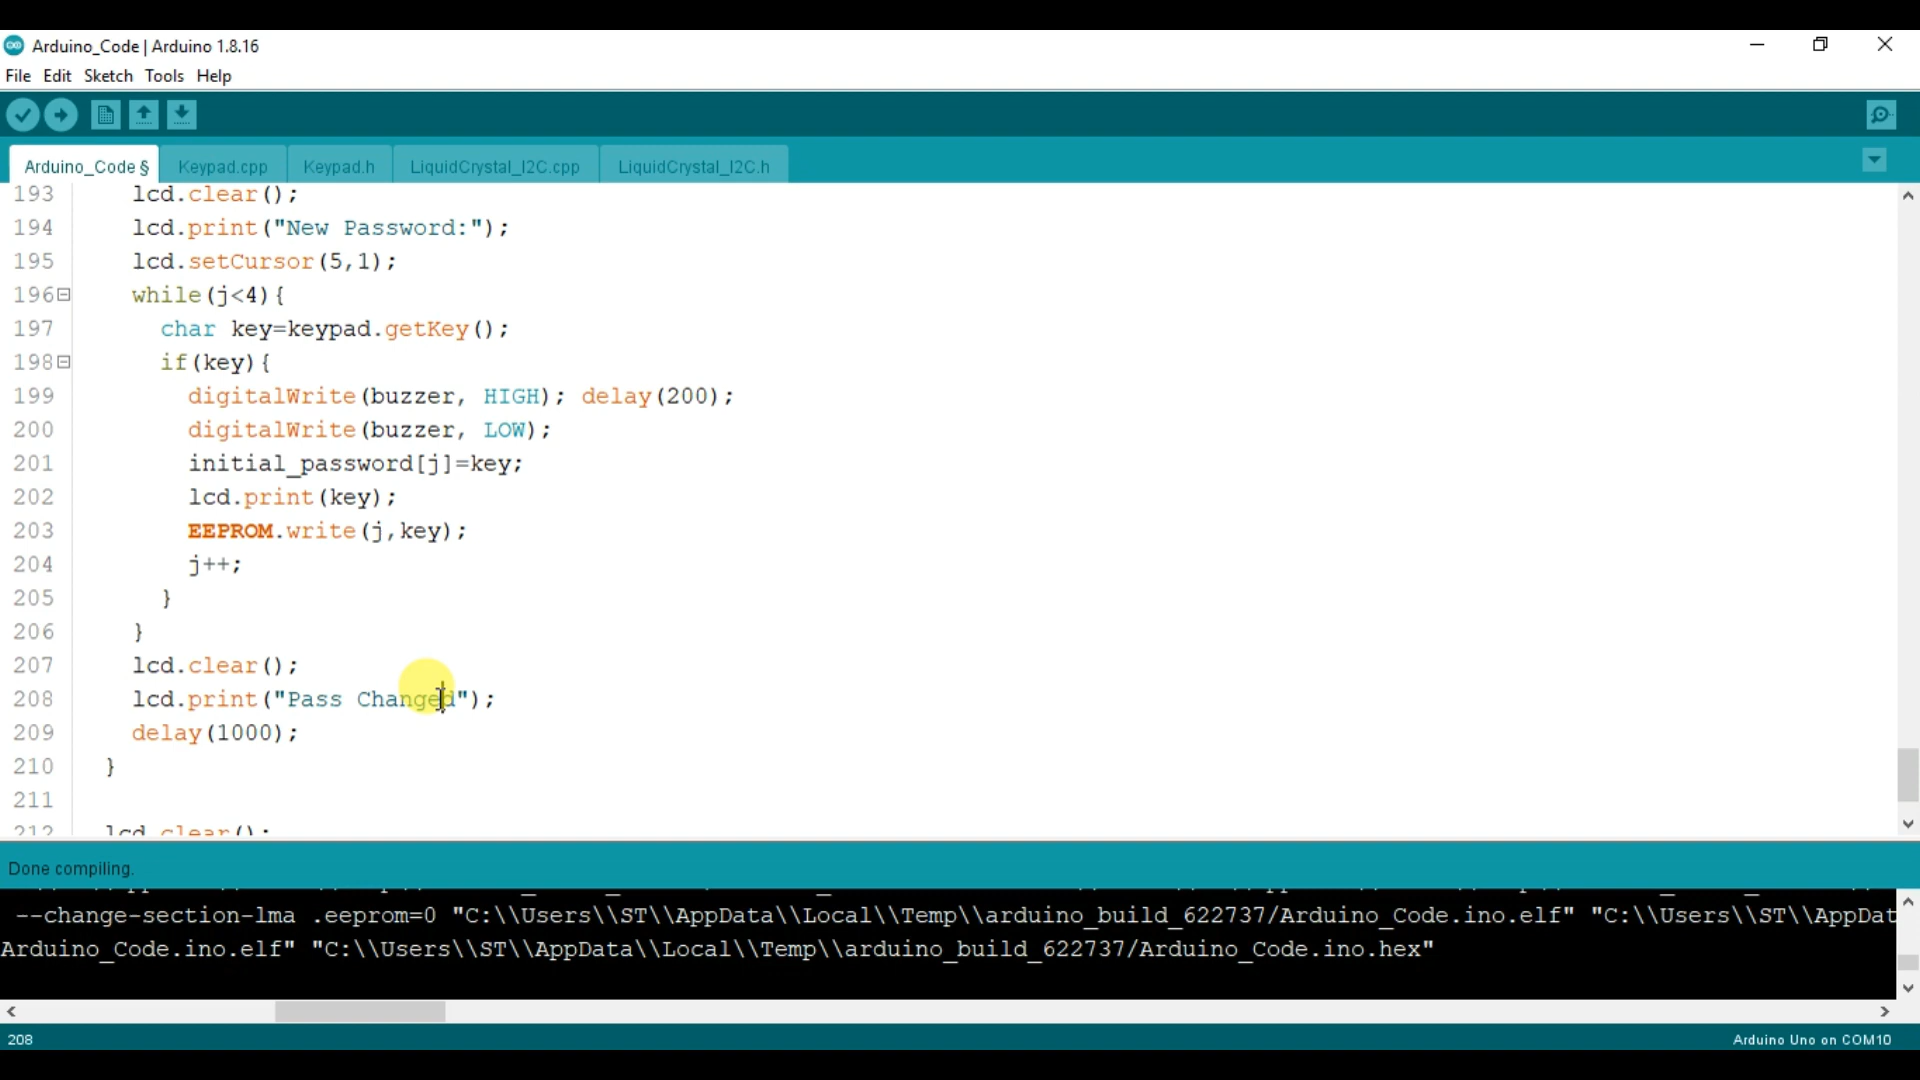 Arduino_Code | Arduino 1.8.16
File Edit Sketch Tools Help
Arduino_Code § Keypad.cpp Keypad.h LiquidCrystal_I2C.cpp LiquidCrystal_I2C.h
193 lcd.clear();
194 lcd.print("New Password:");
195 lcd.setCursor(5,1);
196 while(j<4){
197 char key=keypad.getKey();
198 if(key){
199 digitalWrite(buzzer, HIGH); delay(200);
200 digitalWrite(buzzer, LOW);
201 initial_password[j]=key;
202 lcd.print(key);
203 EEPROM.write(j,key);
204 j++;
205 }
206 }
207 lcd.clear();
208 lcd.print("Pass Changed");
209 delay(1000);
210 }
211
212 lcd.clear();
Done compiling.
--change-section-lma .eeprom=0 "C:\\Users\\ST\\AppData\\Local\\Temp\\arduino_build_622737/Arduino_Code.ino.elf" "C:\\Users\\ST\\AppDat
Arduino_Code.ino.elf" "C:\\Users\\ST\\AppData\\Local\\Temp\\arduino_build_622737/Arduino_Code.ino.hex"
208 Arduino Uno on COM10